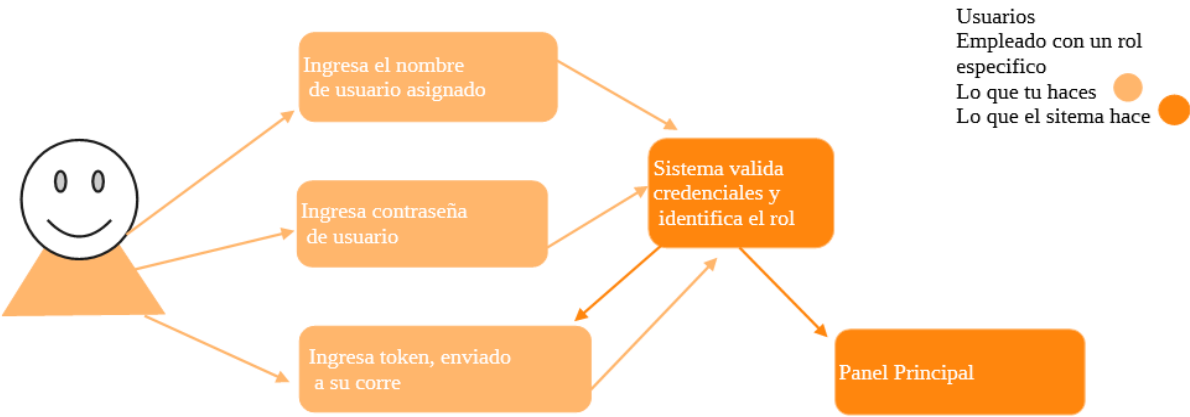 Usuarios
Empleado con un rol
especifico
Lo que tu haces
Lo que el sitema hace
Ingresa el nombre
de usuario asignado
Sistema valida
credenciales y
identifica el rol
Ingresa contraseña
de usuario
Ingresa token, enviado
a su corre
Panel Principal